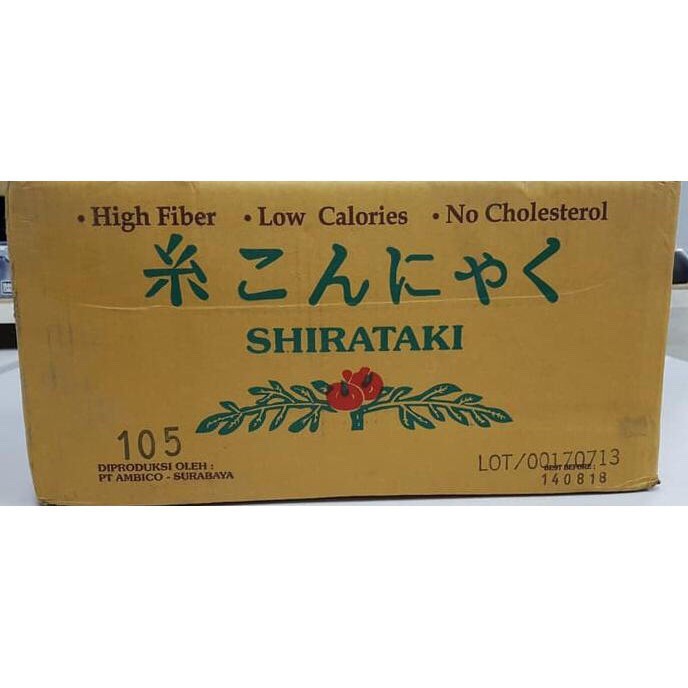 • High Fiber • Low Calories • No Cholesterol
糸こんにゃく
SHIRATAKI
105
DIPRODUKSI OLEH :
PT AMBICO - SURABAYA
LOT/00170713
BEST BEFORE :
140818